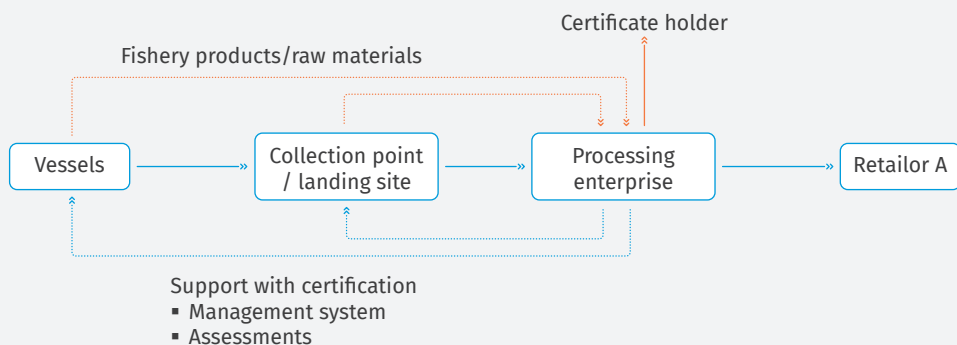 Certificate holder
Fishery products/raw materials
Vessels
Collection point
/ landing site
Processing
enterprise
Retailor A
Support with certification
▪ Management system
▪ Assessments